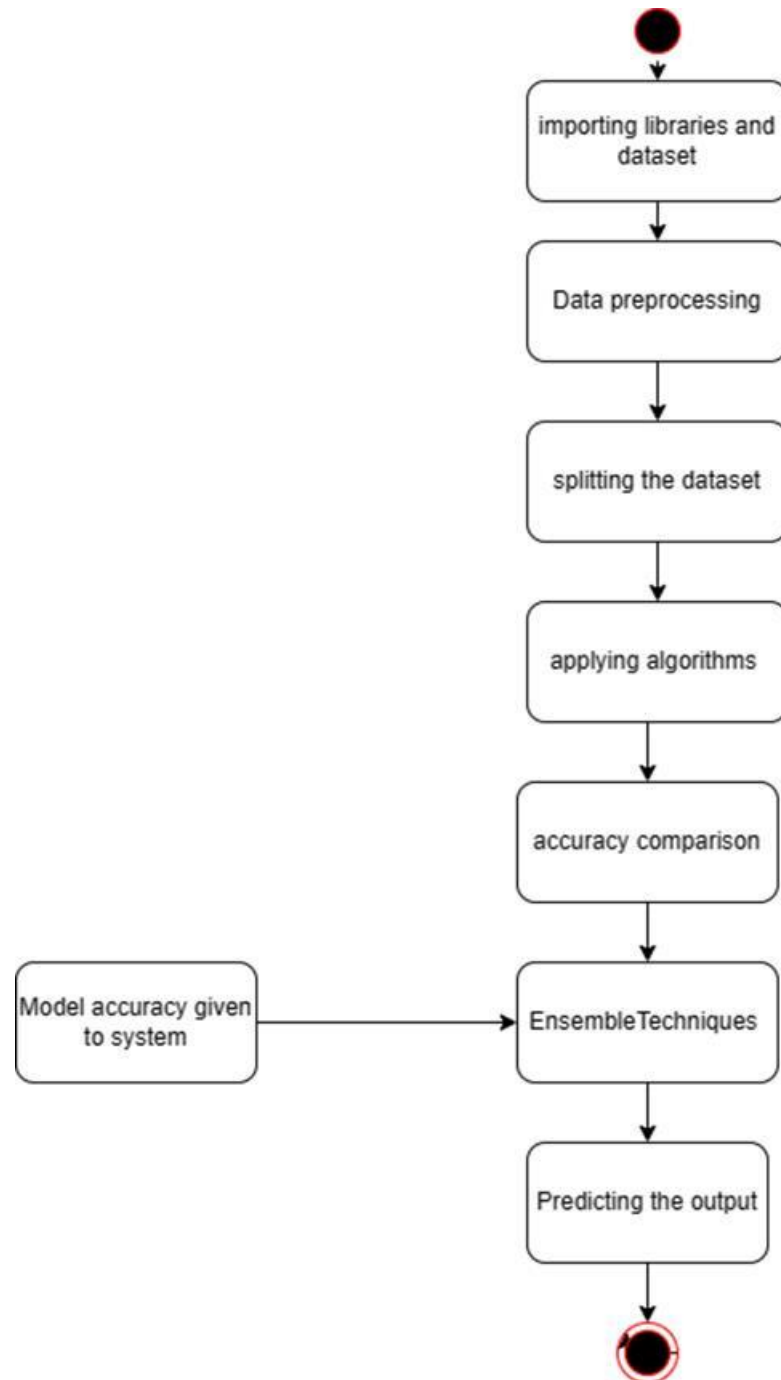 importing libraries and
dataset
Data preprocessing
splitting the dataset
applying algorithms
accuracy comparison
Model accuracy given
to system
EnsembleTechniques
Predicting the output